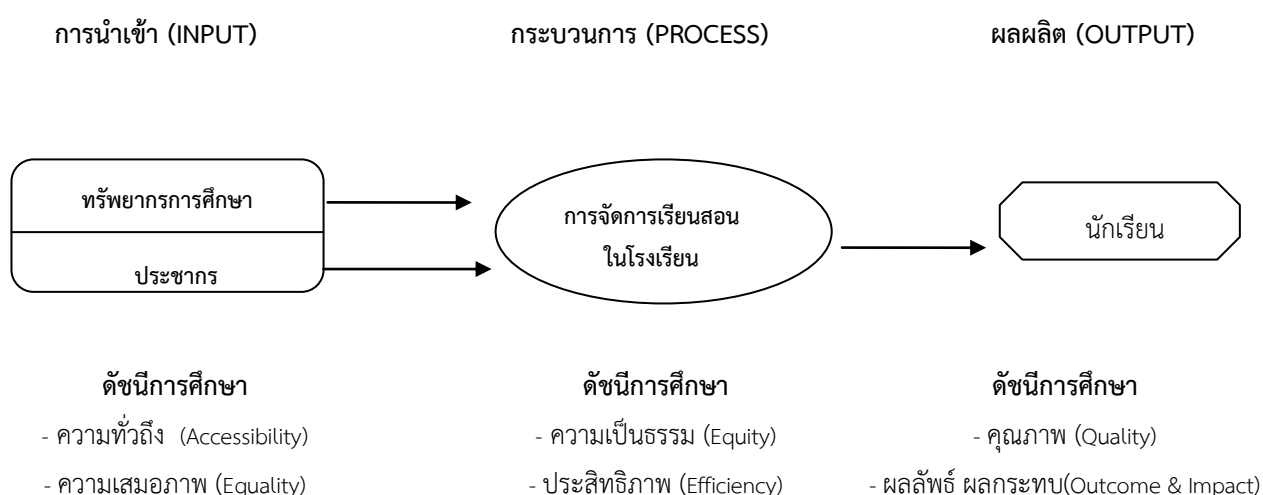 การนำเข้า (INPUT)
กระบวนการ (PROCESS)
ผลผลิต (OUTPUT)
ทรัพยากรการศึกษา
ประชากร
การจัดการเรียนสอน
ในโรงเรียน
นักเรียน
ดัชนีการศึกษา
- ความทั่วถึง (Accessibility)
- ความเสมอภาพ (Equality)
ดัชนีการศึกษา
- ความเป็นธรรม (Equity)
- ประสิทธิภาพ (Efficiency)
ดัชนีการศึกษา
- คุณภาพ (Quality)
- ผลลัพธ์ ผลกระทบ(Outcome & Impact)